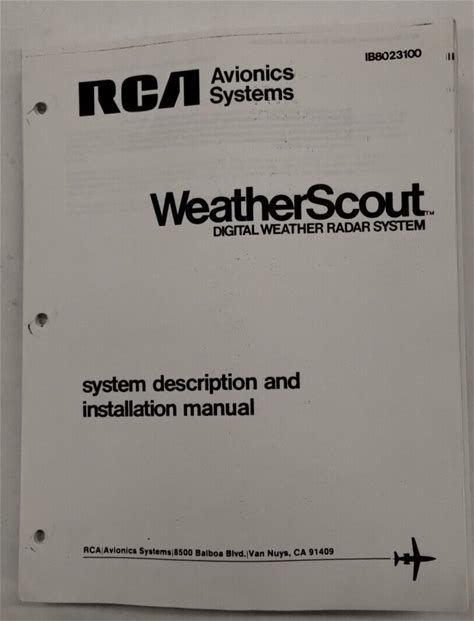 IB8023100
RCA Avionics
Systems
WeatherScout™
DIGITAL WEATHER RADAR SYSTEM
system description and
installation manual
RCA|Avionics Systems|8500 Balboa Blvd.|Van Nuys, CA 91409